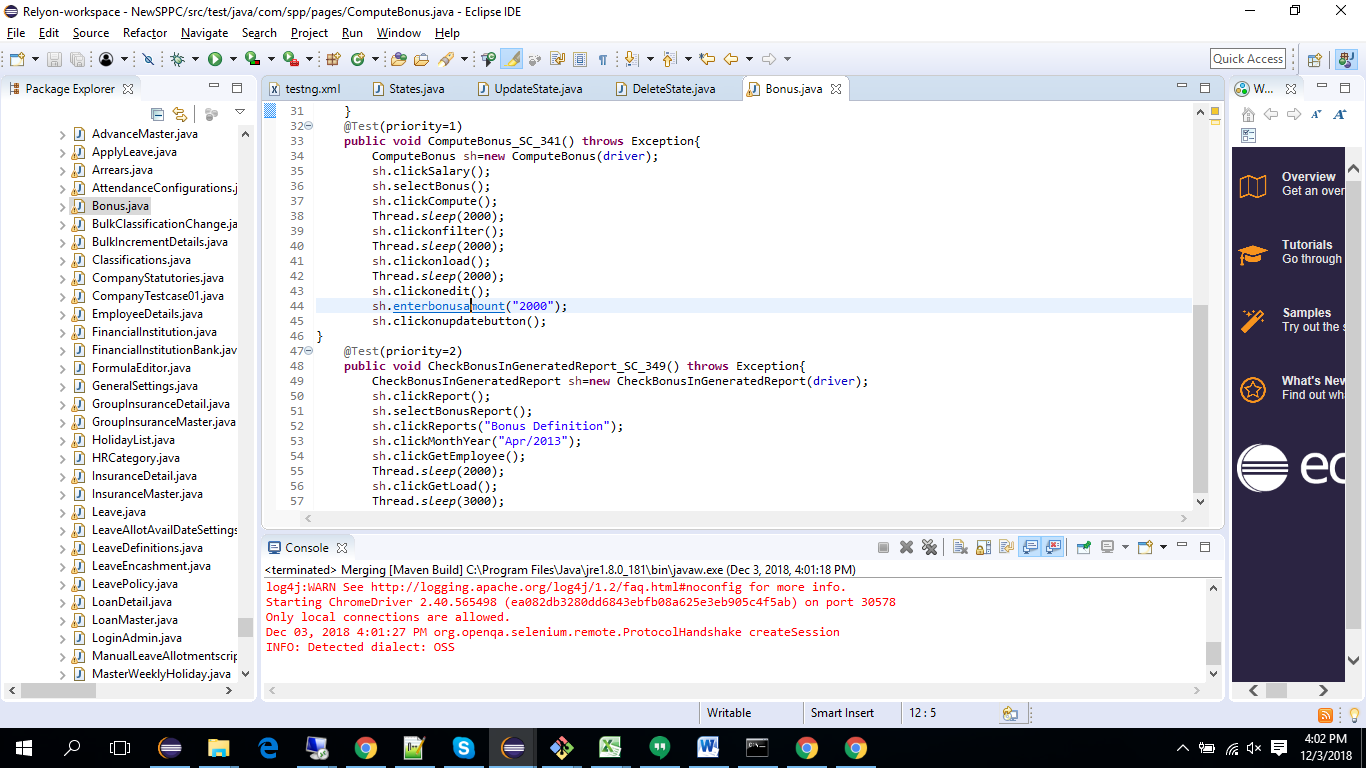 Relyon-workspace - NewSPPC/src/test/java/com/spp/pages/ComputeBonus.java - Eclipse IDE
File Edit Source Refactor Navigate Search Project Run Window Help
Quick Access
Package Explorer
AdvanceMaster.java
ApplyLeave.java
Arrears.java
AttendanceConfigurations.j
Bonus.java
BulkClassificationChange.ja
BulkIncrementDetails.java
Classifications.java
CompanyStatutories.java
CompanyTestcase01.java
EmployeeDetails.java
FinancialInstitution.java
FinancialInstitutionBank.jav
FormulaEditor.java
GeneralSettings.java
GroupInsuranceDetail.java
GroupInsuranceMaster.java
HolidayList.java
HRCategory.java
InsuranceDetail.java
InsuranceMaster.java
Leave.java
LeaveAllotAvailDateSettings
LeaveDefinitions.java
LeaveEncashment.java
LeavePolicy.java
LoanDetail.java
LoanMaster.java
LoginAdmin.java
ManualLeaveAllotmentscrip
MasterWeeklyHoliday.java
testng.xml States.java UpdateState.java DeleteState.java Bonus.java
31 }
32 @Test(priority=1)
33 public void ComputeBonus_SC_341() throws Exception{
34 ComputeBonus sh=new ComputeBonus(driver);
35 sh.clickSalary();
36 sh.selectBonus();
37 sh.clickCompute();
38 Thread.sleep(2000);
39 sh.clickonfilter();
40 Thread.sleep(2000);
41 sh.clickonload();
42 Thread.sleep(2000);
43 sh.clickonedit();
44 sh.enterbonusamount("2000");
45 sh.clickonupdatebutton();
46 }
47 @Test(priority=2)
48 public void CheckBonusInGeneratedReport_SC_349() throws Exception{
49 CheckBonusInGeneratedReport sh=new CheckBonusInGeneratedReport(driver);
50 sh.clickReport();
51 sh.selectBonusReport();
52 sh.clickReports("Bonus Definition");
53 sh.clickMonthYear("Apr/2013");
54 sh.clickGetEmployee();
55 Thread.sleep(2000);
56 sh.clickGetLoad();
57 Thread.sleep(3000);
Console
<terminated> Merging [Maven Build] C:\Program Files\Java\jre1.8.0_181\bin\javaw.exe (Dec 3, 2018, 4:01:18 PM)
log4j:WARN See http://logging.apache.org/log4j/1.2/faq.html#noconfig for more info.
Starting ChromeDriver 2.40.565498 (ea082db3280dd6843ebfb08a625e3eb905c4f5ab) on port 30578
Only local connections are allowed.
Dec 03, 2018 4:01:27 PM org.openqa.selenium.remote.ProtocolHandshake createSession
INFO: Detected dialect: OSS
W...
Overview
Get an over
Tutorials
Go through
Samples
Try out the s
What's New
Find out wh
ec
Writable Smart Insert 12 : 5
4:02 PM
12/3/2018